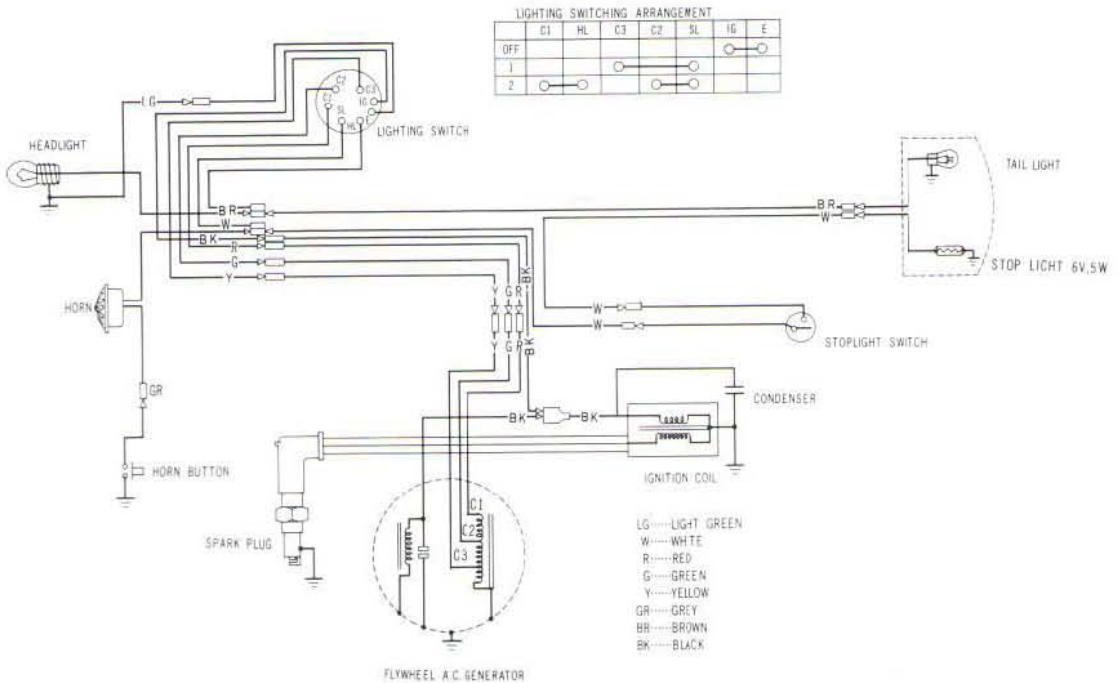 LIGHTING SWITCHING ARRANGEMENT
C1 HL C3 C2 SL IG E
OFF
1
2
C2
C3
C1
IG
SL
E
HL
LIGHTING SWITCH
LG
HEADLIGHT
TAIL LIGHT
BR
BR
W
W
BK
R
G
Y
BK
STOP LICHT 6V,5W
HORN
Y G R
W
W
STOPLIGHT SWITCH
Y G R
BK
GR
CONDENSER
BK
BK
HORN BUTTON
IGNITION COIL
SPARK PLUG
C1
C2
C3
LG......LIGHT GREEN
W......WHITE
R......RED
G......GREEN
Y......YELLOW
GR......GREY
BR......BROWN
BK......BLACK
FLYWHEEL A.C. GENERATOR